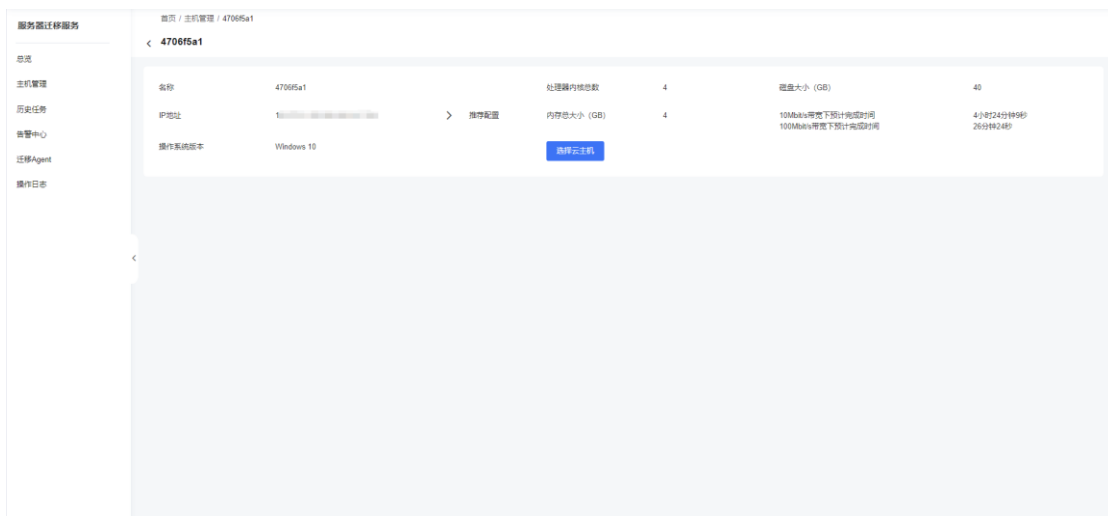 服务器迁移服务
总览
主机管理
历史任务
告警中心
迁移Agent
操作日志
首页 / 主机管理 / 4706f5a1
4706f5a1
名称 4706f5a1 处理器内核总数 4 磁盘大小（GB） 40
IP地址 1 推荐配置 内存总大小（GB） 4 10Mbit/s带宽下预计完成时间 4小时24分钟9秒
100Mbit/s带宽下预计完成时间 26分钟24秒
操作系统版本 Windows 10 选择云主机